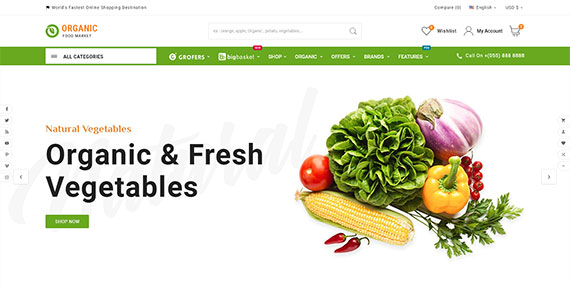 World's Fastest Online Shopping Destination
Compare (0) English USD $
ORGANIC
FOOD MARKET
ex.: orange, apple, Organic, potato, vegetables...
Wishlist My Account
ALL CATEGORIES GROFERS bigbasket SHOP ORGANIC OFFERS BRANDS FEATURES Call On +(055) 888 8888
Natural Vegetables
Natural
Organic & Fresh
Vegetables
SHOP NOW